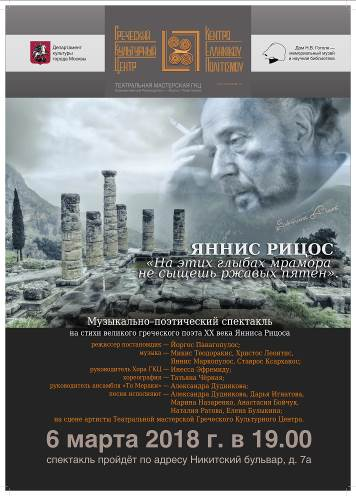 Департамент
культуры
города Москвы
ГРЕЧЕСКИЙ
КУЛЬТУРНЫЙ
ЦЕНТР
ΚΕΝΤΡΟ
ΕΛΛΗΝΙΚΟΥ
ΠΟΛΙΤΙΣΜΟΥ
ТЕАТРАЛЬНАЯ МАСТЕРСКАЯ ГКЦ
Дом Н.В. Гоголя —
мемориальный музей
и научная библиотека
ЯННИС РИЦОС
«На этих глыбах мрамора
не сыщешь ржавых пятен».
Музыкально-поэтический спектакль
на стихи великого греческого поэта XX века Янниса Рицоса
режиссер постановщик — Йоргос Панагопулос;
музыка — Микис Теодоракис, Христос Леонтис,
Яннис Маркопулос, Ставрос Ксархакос;
руководитель Хора ГКЦ — Инесса Эфремиду;
хореография — Татьяна Чёрная;
руководитель ансамбля «То Мераки» — Александра Дудникова;
песни исполняют — Александра Дудникова, Дарья Игнатова,
Марина Назаренко, Анастасия Бойчук,
Наталия Ратова, Елена Булыкина;
на сцене артисты Театральной мастерской Греческого Культурного Центра.
6 марта 2018 г. в 19.00
спектакль пройдёт по адресу Никитский бульвар, д. 7а